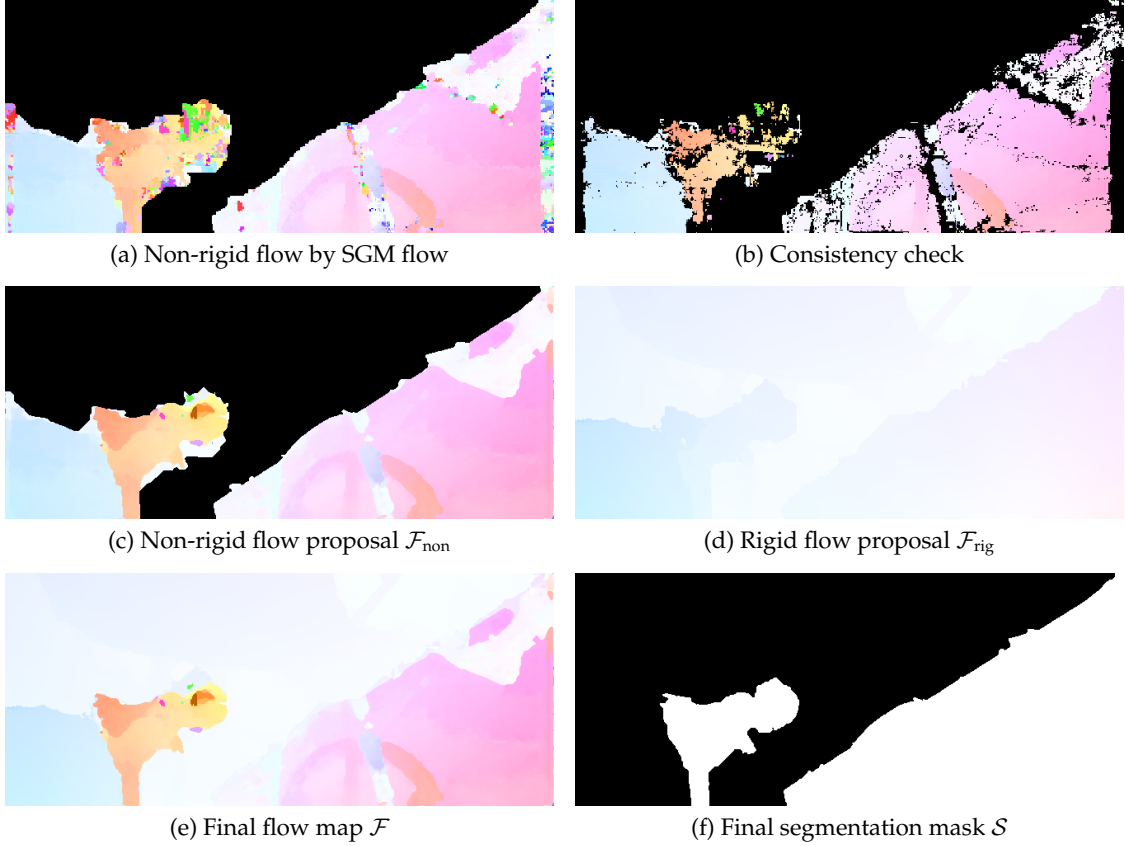 (a) Non-rigid flow by SGM flow
(b) Consistency check
(c) Non-rigid flow proposal 𝓕non
(d) Rigid flow proposal 𝓕rig
(e) Final flow map 𝓕
(f) Final segmentation mask 𝓢